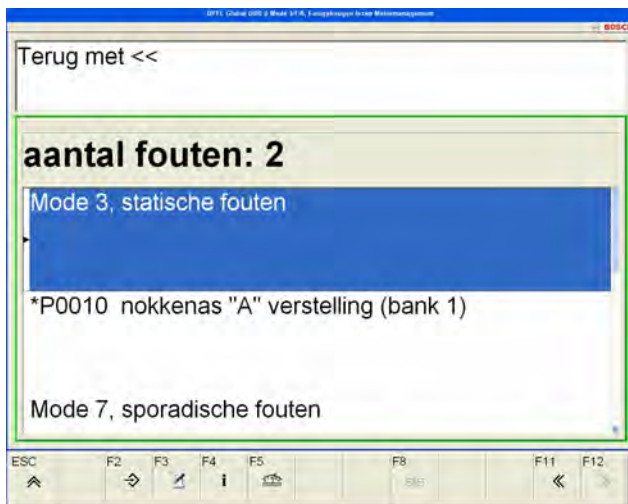 BOSCH
Terug met <<
aantal fouten: 2
Mode 3, statische fouten
*P0010 nokkenas "A" verstelling (bank 1)
Mode 7, sporadische fouten
ESC F2 F3 F4 F5 F8 F11 F12